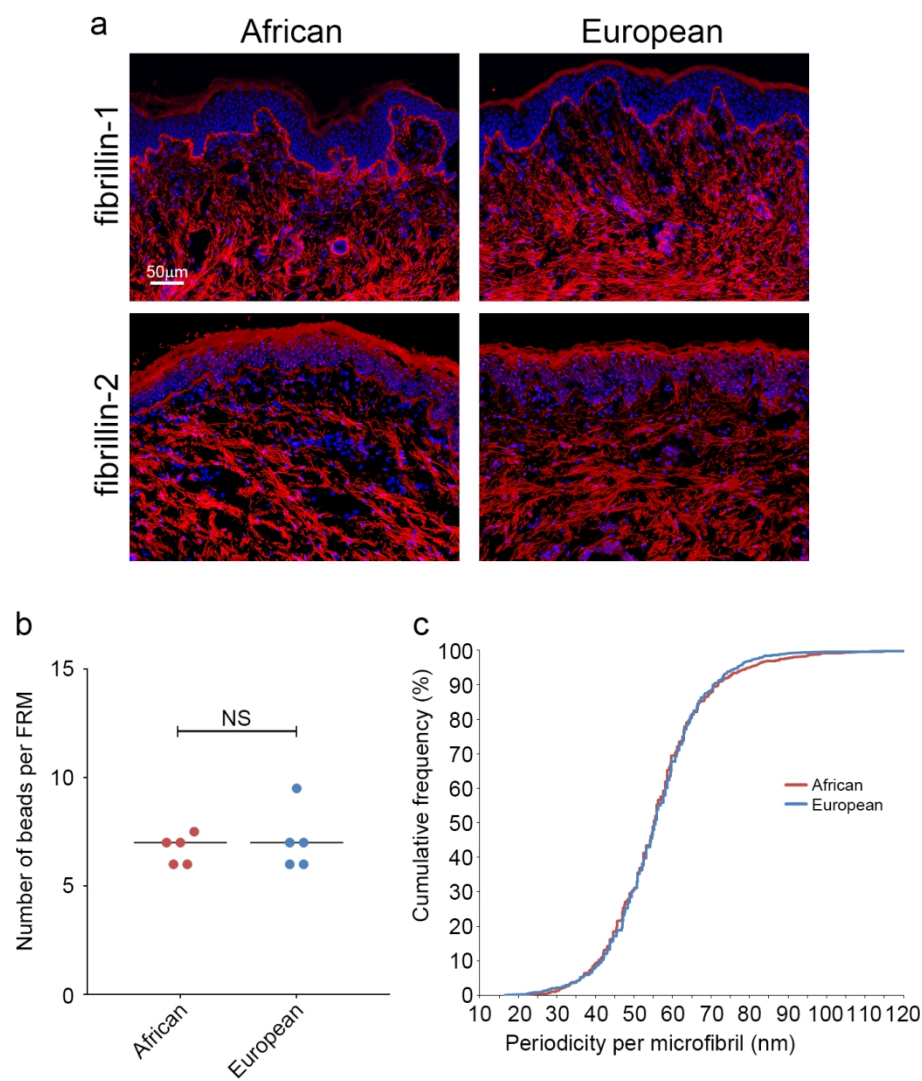 a
African
European
fibrillin-1
50μm
fibrillin-2
b
15
10
5
0
NS
Number of beads per FRM
African
European
c
100
90
80
70
60
50
40
30
20
10
0
Cumulative frequency (%)
African
European
10 20 30 40 50 60 70 80 90 100 110 120
Periodicity per microfibril (nm)